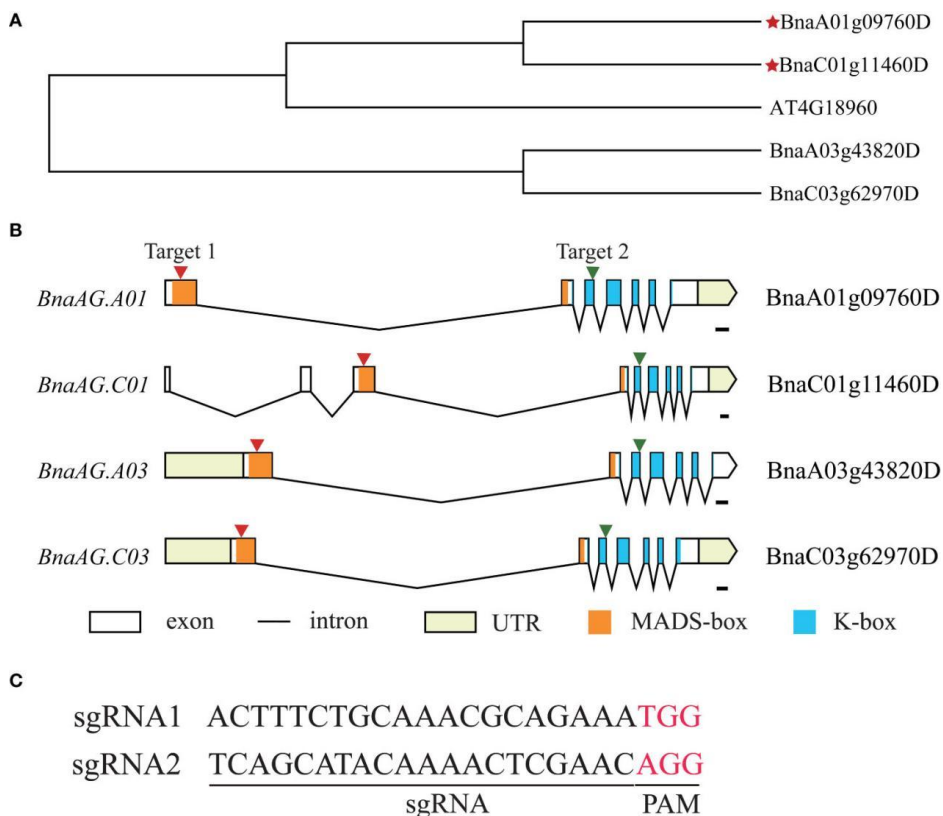 A
BnaA01g09760D
BnaC01g11460D
AT4G18960
BnaA03g43820D
BnaC03g62970D
B
Target 1 Target 2
BnaAG.A01 BnaA01g09760D
BnaAG.C01 BnaC01g11460D
BnaAG.A03 BnaA03g43820D
BnaAG.C03 BnaC03g62970D
exon intron UTR MADS-box K-box
C
sgRNA1 ACTTTCTGCAAACGCAGAAATGG
sgRNA2 TCAGCATACAAAACTCGAACAGG
sgRNA PAM